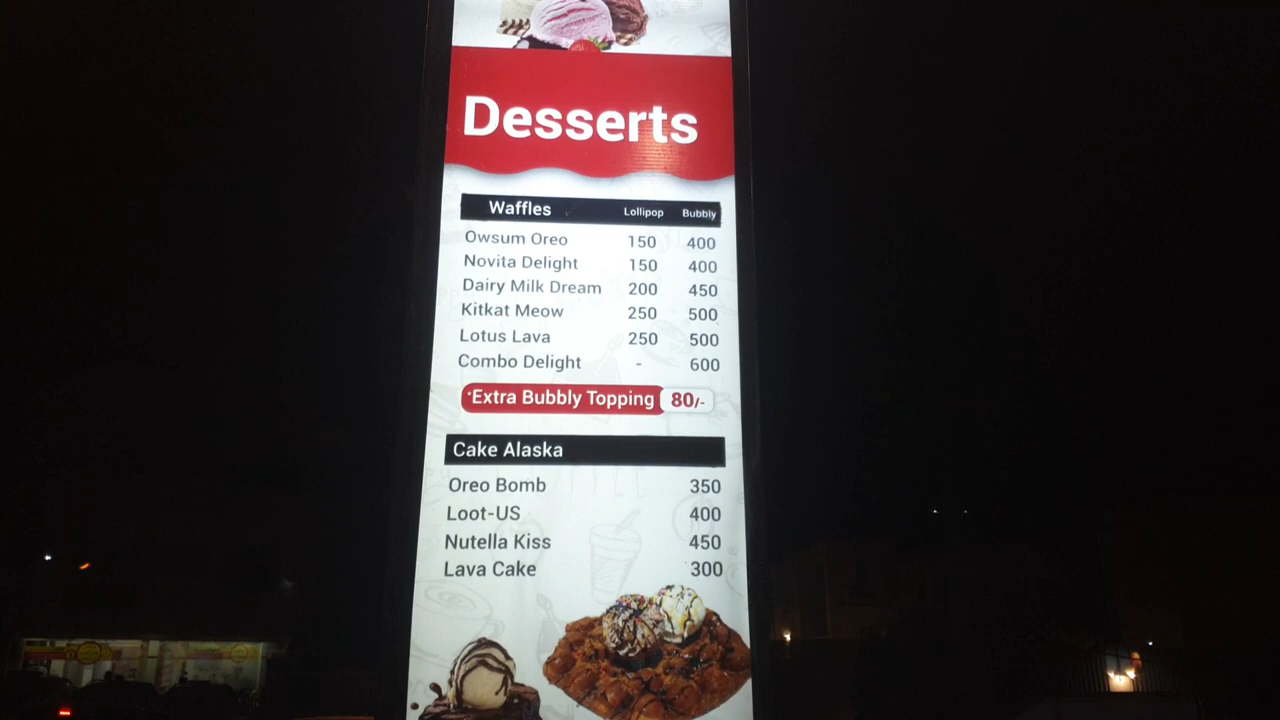 Desserts
Waffles Lollipop Bubbly
Owsum Oreo 150 400
Novita Delight 150 400
Dairy Milk Dream 200 450
Kitkat Meow 250 500
Lotus Lava 250 500
Combo Delight - 600
*Extra Bubbly Topping 80/-
Cake Alaska
Oreo Bomb 350
Loot-US 400
Nutella Kiss 450
Lava Cake 300